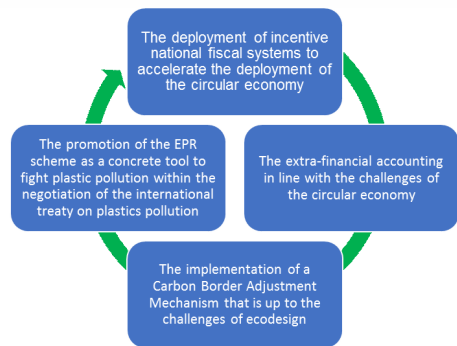 The deployment of incentive
national fiscal systems to
accelerate the deployment of
the circular economy
The extra-financial accounting
in line with the challenges of
the circular economy
The implementation of a
Carbon Border Adjustment
Mechanism that is up to the
challenges of ecodesign
The promotion of the EPR
scheme as a concrete tool to
fight plastic pollution within the
negotiation of the international
treaty on plastics pollution